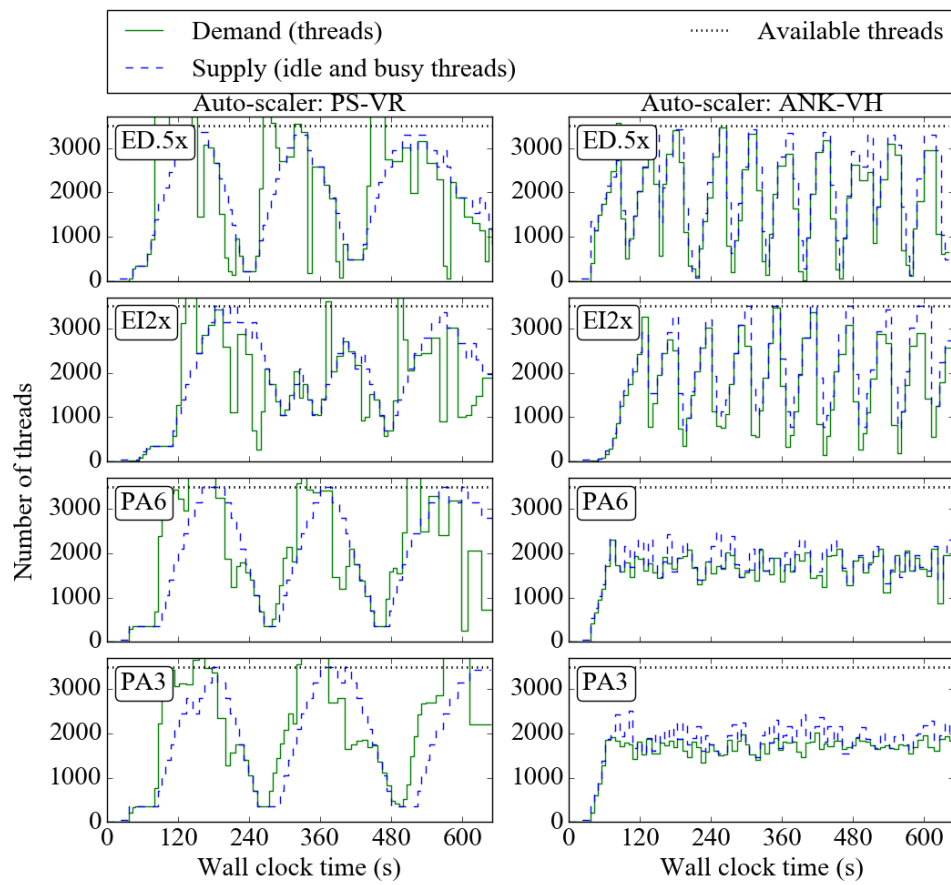 Demand (threads)
Available threads
Supply (idle and busy threads)
Auto-scaler: PS-VR
Auto-scaler: ANK-VH
Number of threads
3000
2000
1000
0
ED.5x
ED.5x
3000
2000
1000
0
EI2x
EI2x
3000
2000
1000
0
PA6
PA6
3000
2000
1000
0
PA3
PA3
0 120 240 360 480 600
0 120 240 360 480 600
Wall clock time (s)
Wall clock time (s)